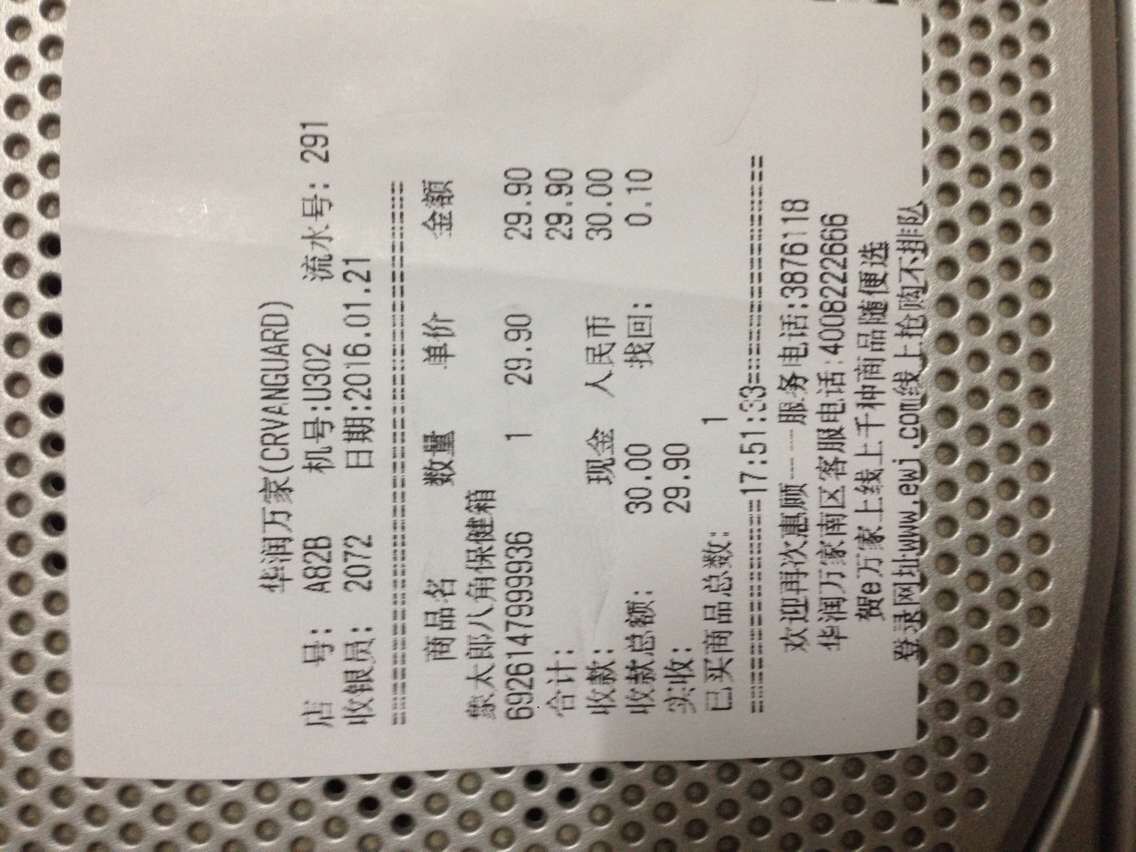 华润万家(CRVANGUARD)
店 号: A82B 机号:U302 流水号: 291
收银员: 2072 日期:2016.01.21
========================================
商品名 数量 单价 金额
象太郎八角保健箱
6926147999936 1 29.90 29.90
合计: 29.90
收款: 现金 人民币 30.00
收款总额: 30.00 找回: 0.10
实收: 29.90
已买商品总数: 1
================17:51:33================
欢迎再次惠顾----服务电话:3876118
华润万家南区客服电话:4008222666
贺e万家上线上千种商品随便选
登录网址www.ewj.com线上抢购不排队